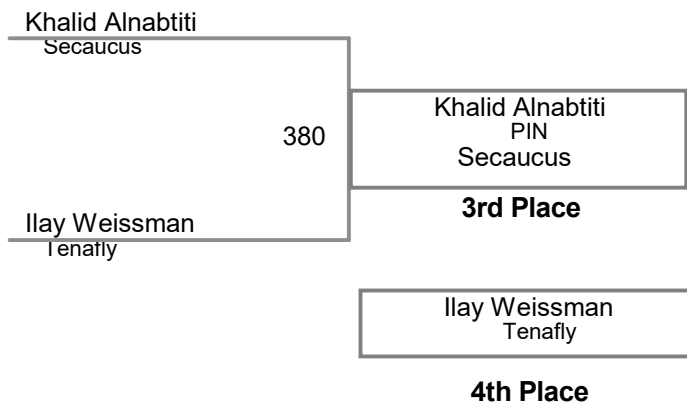 Khalid Alnabtiti
Secaucus
380
Khalid Alnabtiti
PIN
Secaucus
3rd Place
Ilay Weissman
Tenafly
Ilay Weissman
Tenafly
4th Place